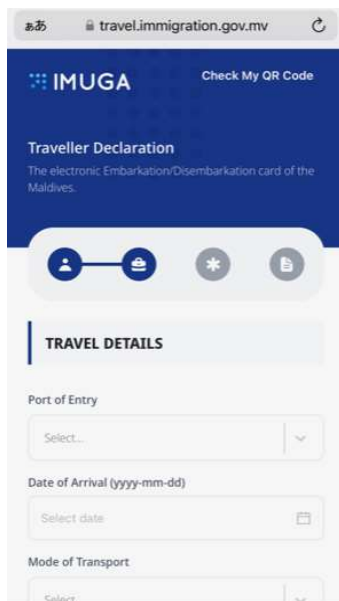 ああ travel.immigration.gov.mv
IMUGA Check My QR Code
Traveller Declaration
The electronic Embarkation/Disembarkation card of the
Maldives.
TRAVEL DETAILS
Port of Entry
Select...
Date of Arrival (yyyy-mm-dd)
Select date
Mode of Transport
Select...